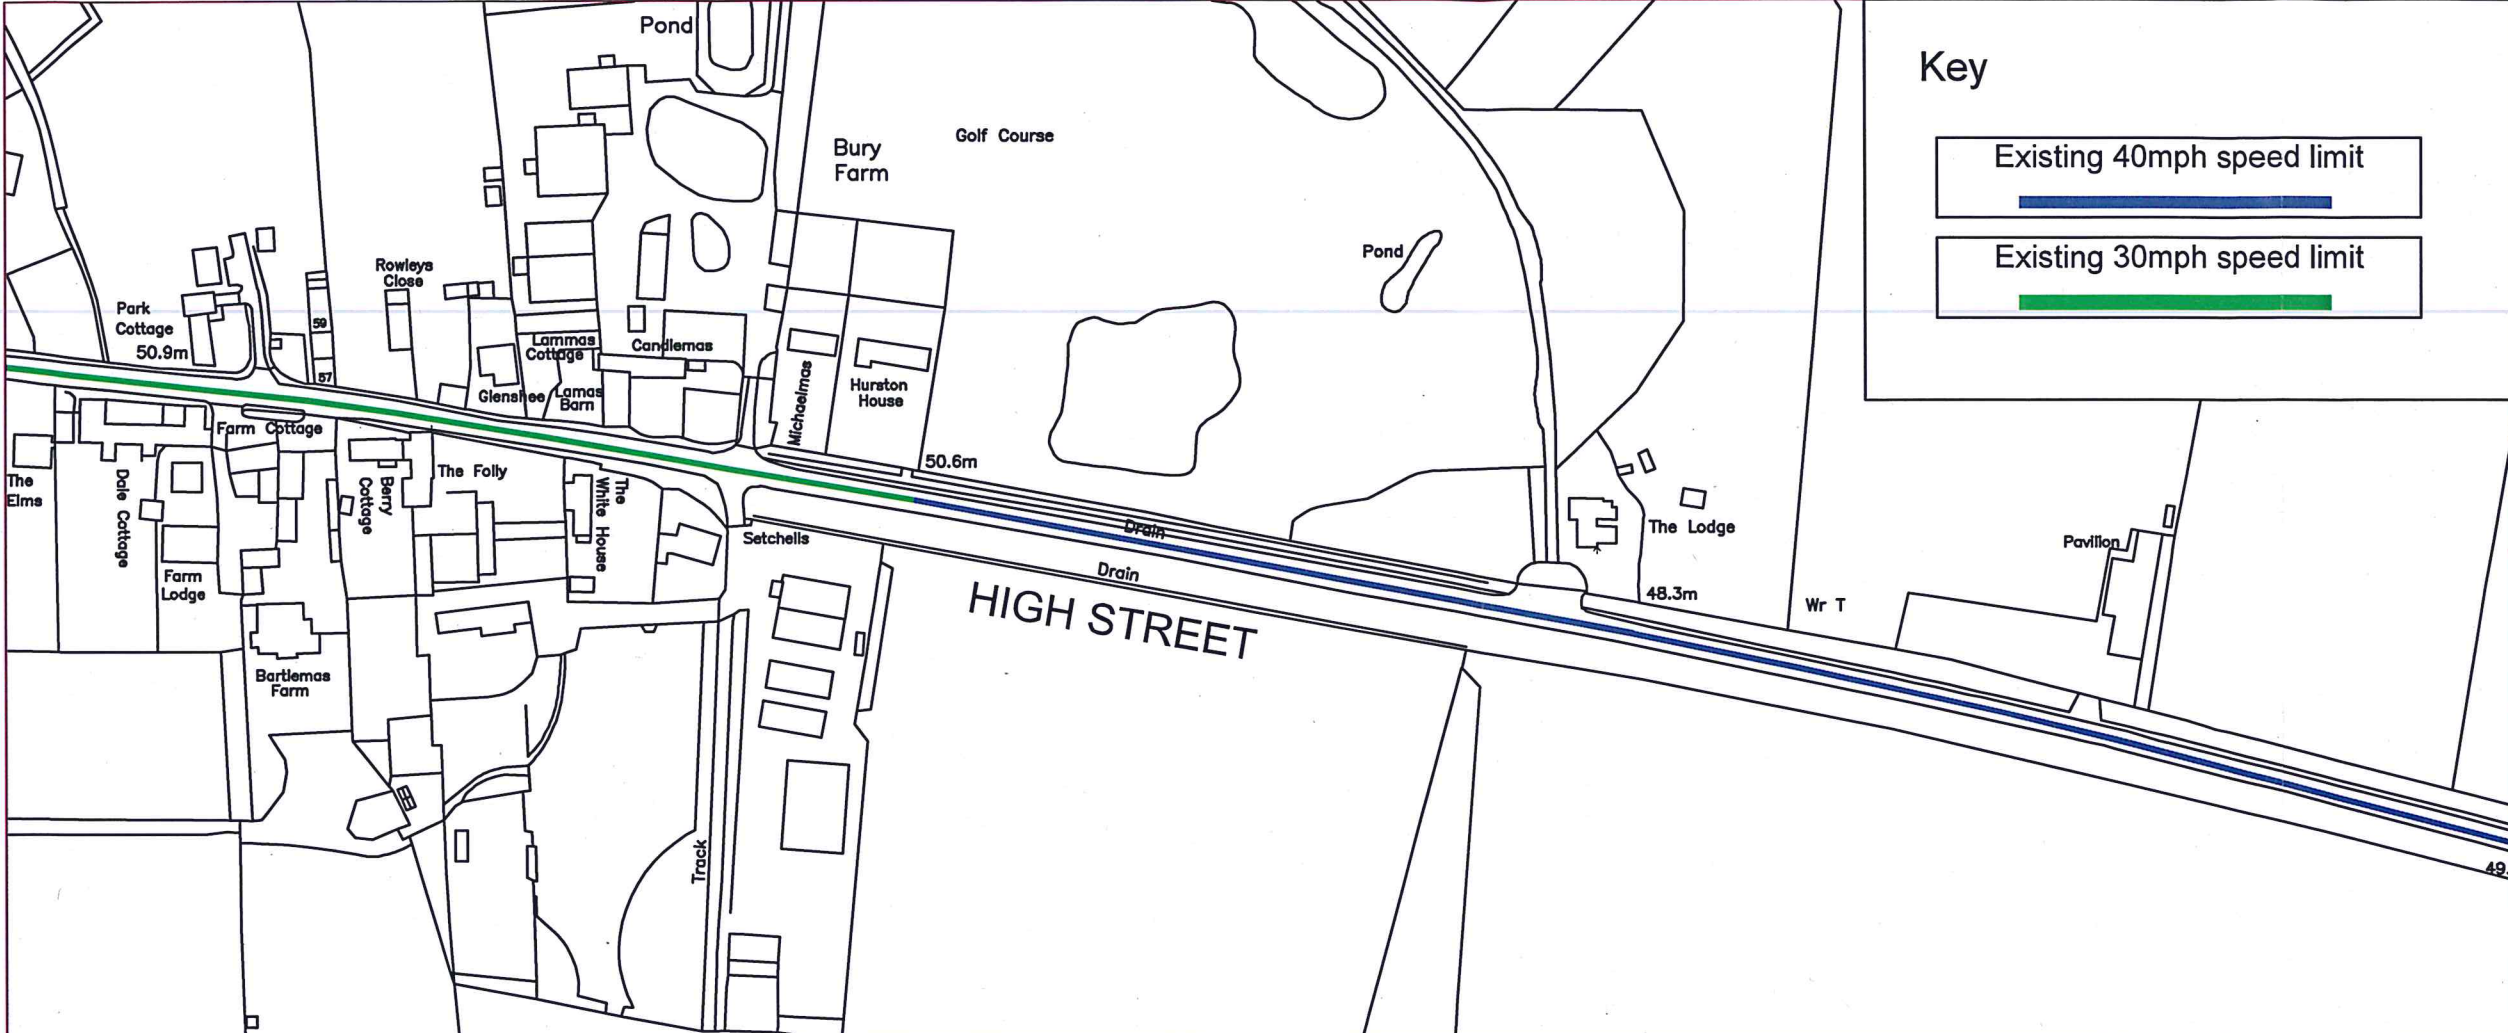 Pond
Key
Golf Course
Bury
Farm
Existing 40mph speed limit
Existing 30mph speed limit
Pond
Rowleys
Close
Park
Cottage
50.9m
59
57
Lammas
Cottage
Candlemas
Glenshee
Lamas
Barn
Michaelmas
Hurston
House
Farm Cottage
50.6m
The
Elms
Dale Cottage
Berry
Cottage
The Folly
The
White House
Setchells
Drain
Drain
HIGH STREET
The Lodge
48.3m
Wr T
Pavilion
Farm
Lodge
Bartlemas
Farm
Track
49.